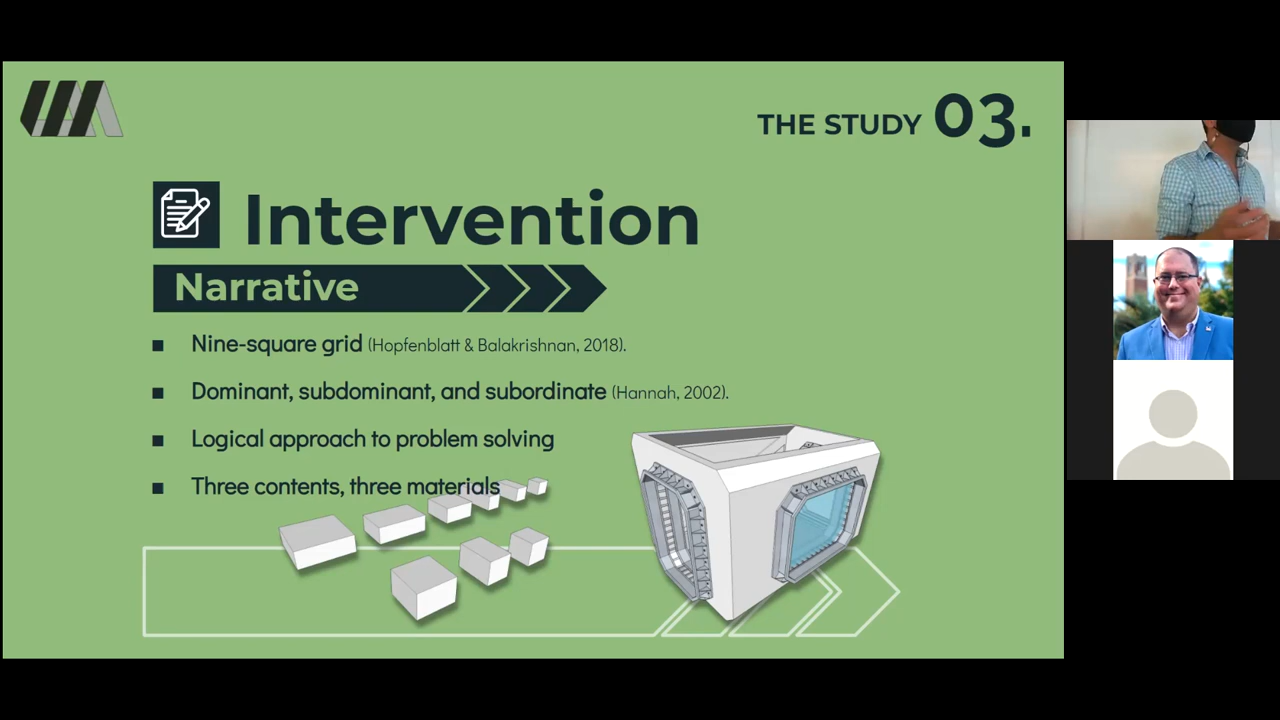 THE STUDY 03.
Intervention
Narrative
Nine-square grid (Hopfenblatt & Balakrishnan, 2018).
Dominant, subdominant, and subordinate (Hannah, 2002).
Logical approach to problem solving
Three contents, three materials